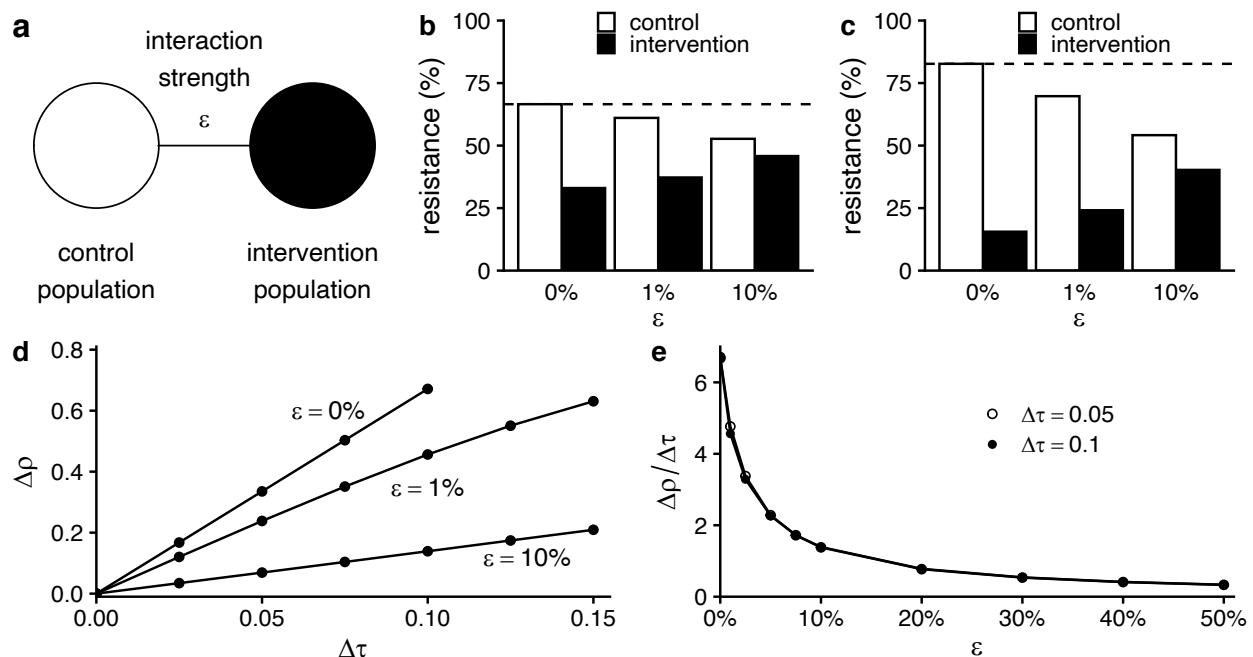 a
interaction
strength
ε
control
population
intervention
population
b
control
intervention
resistance (%)
100
75
50
25
0
0% 1% 10%
ε
c
control
intervention
resistance (%)
100
75
50
25
0
0% 1% 10%
ε
d
Δρ
0.8
0.6
0.4
0.2
0.0
ε = 0%
ε = 1%
ε = 10%
0.00 0.05 0.10 0.15
Δτ
e
Δρ / Δτ
6
4
2
0
Δτ = 0.05
Δτ = 0.1
0% 10% 20% 30% 40% 50%
ε